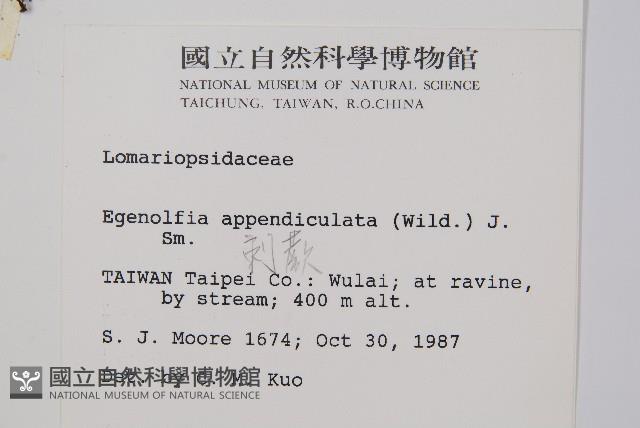 國立自然科學博物館
NATIONAL MUSEUM OF NATURAL SCIENCE
TAICHUNG, TAIWAN, R.O.CHINA
Lomariopsidaceae
Egenolfia appendiculata (Wild.) J.
Sm.
刺蕨
TAIWAN Taipei Co.: Wulai; at ravine,
by stream; 400 m alt.
S. J. Moore 1674; Oct 30, 1987
Det. by C. M. Kuo
國立自然科學博物館
NATIONAL MUSEUM OF NATURAL SCIENCE